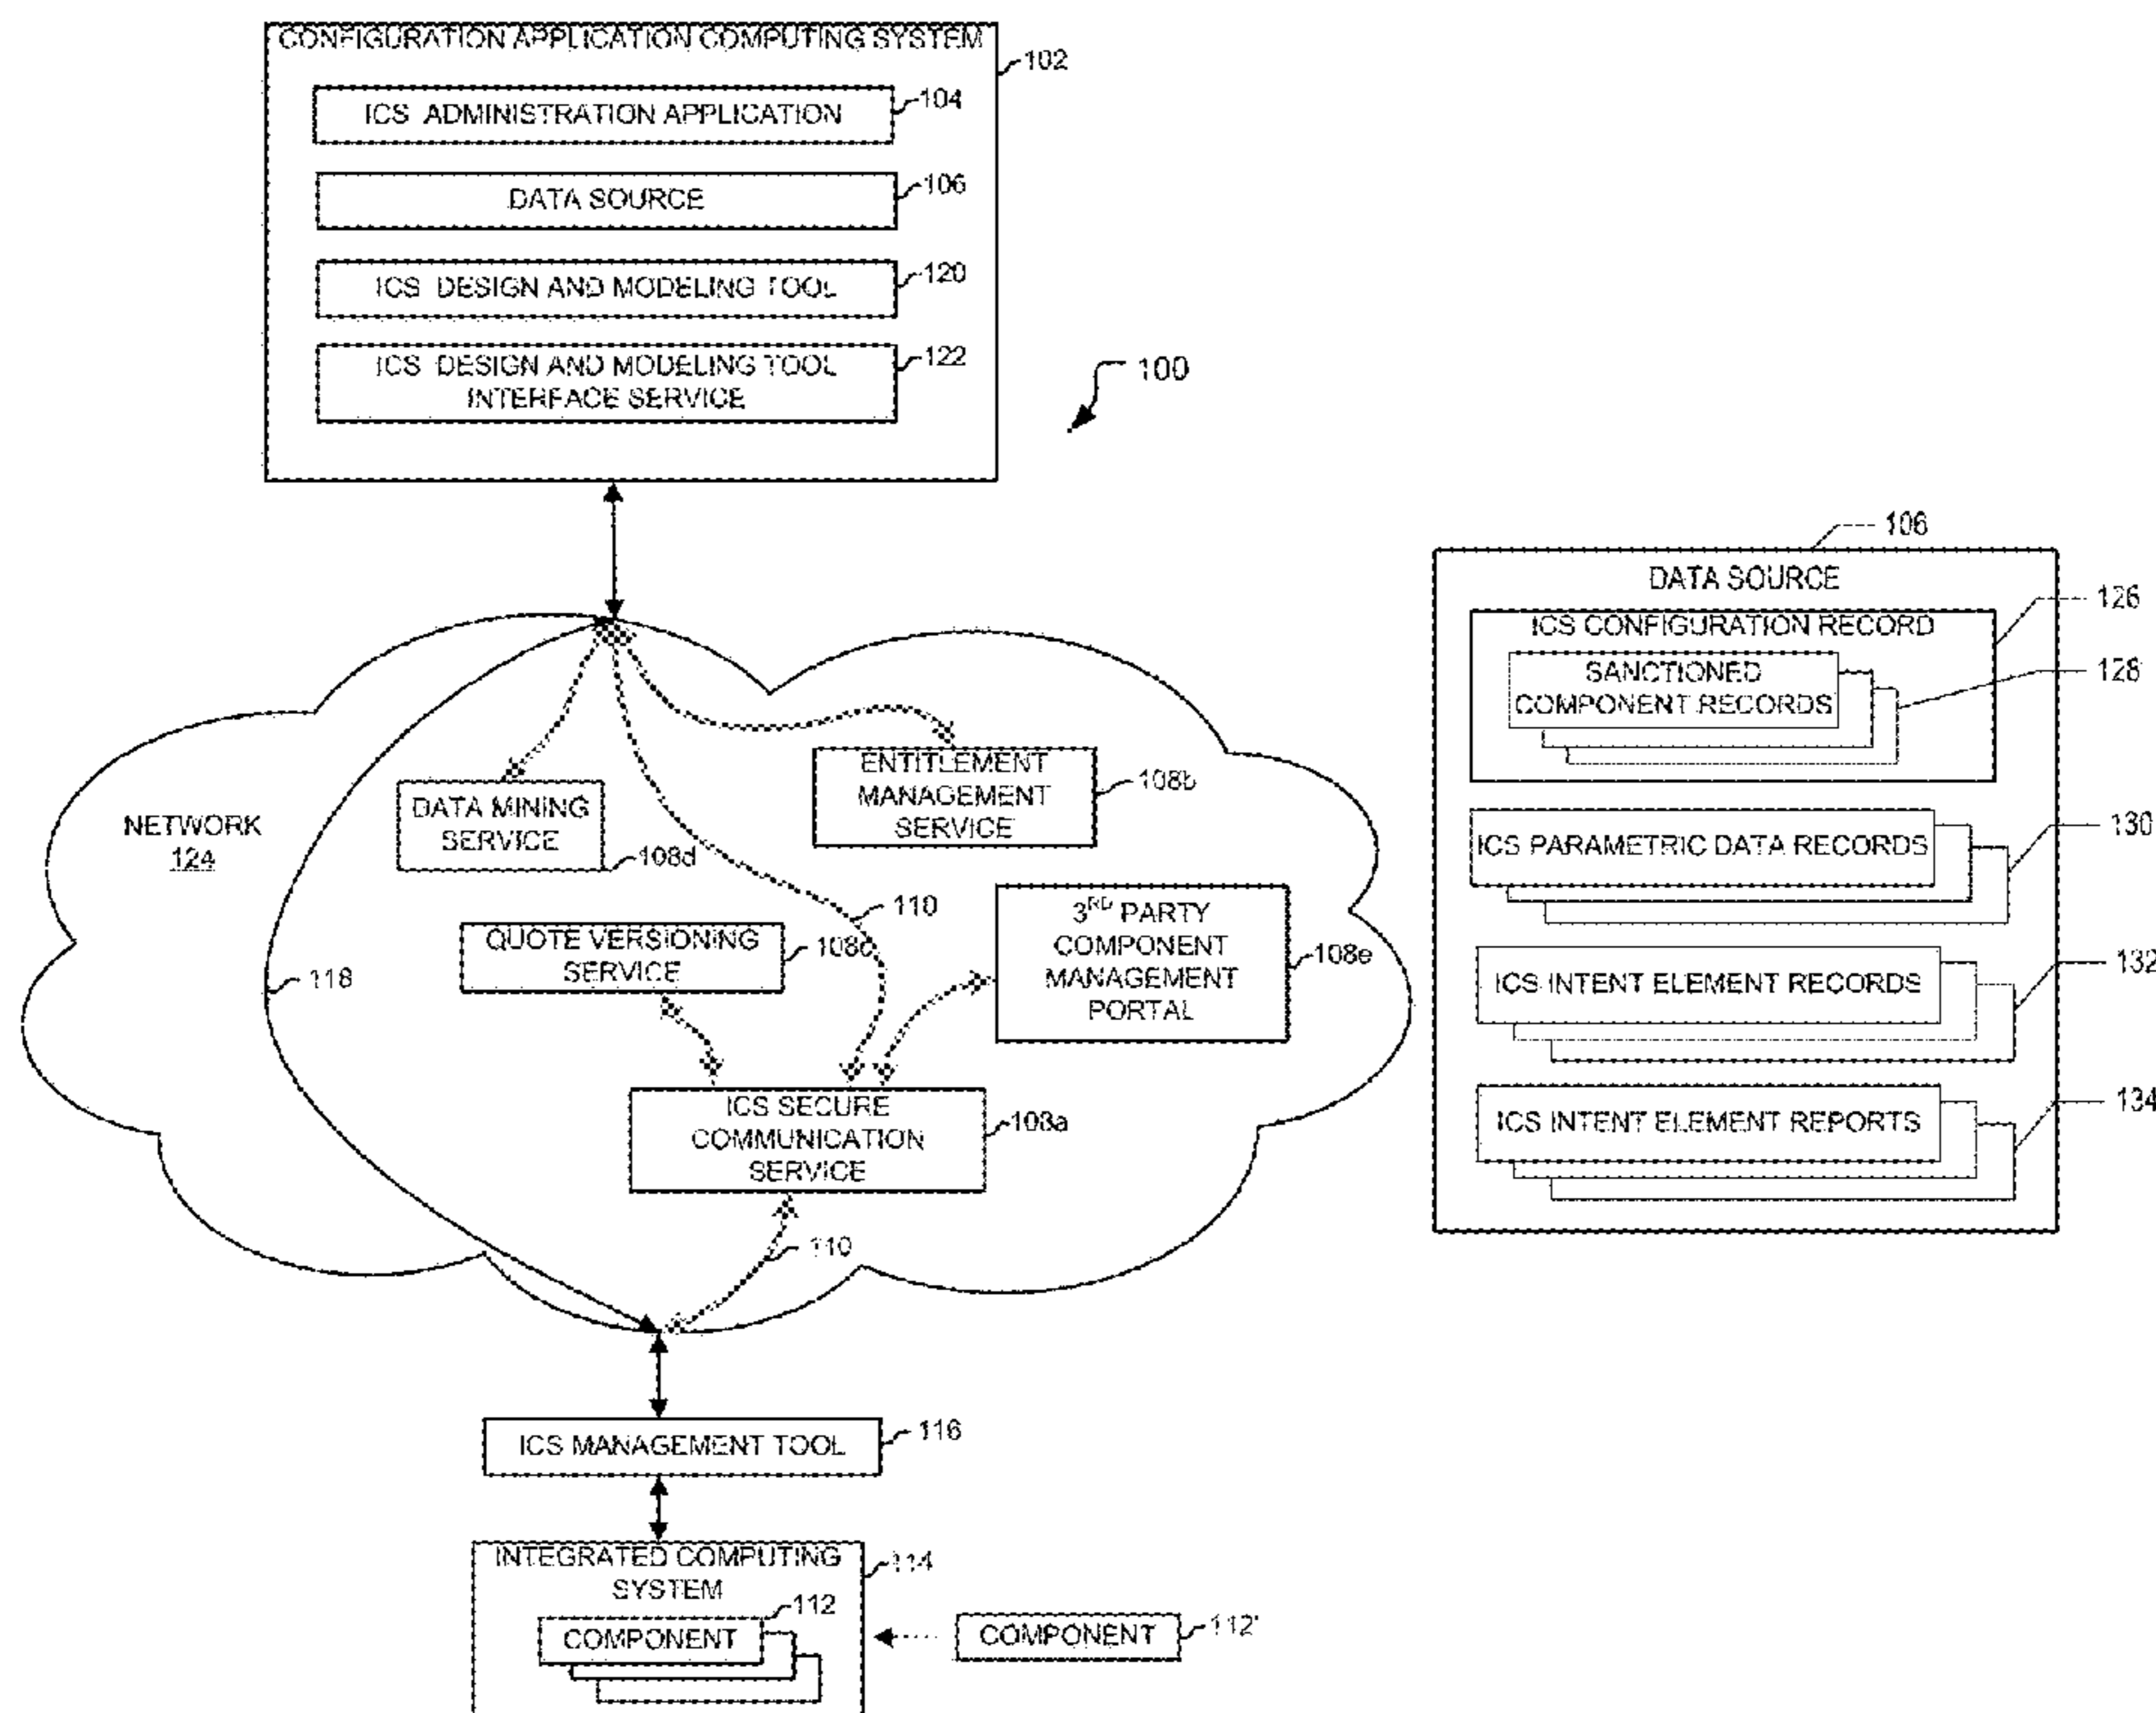 CONFIGURATION APPLICATION COMPUTING SYSTEM
102
ICS ADMINISTRATION APPLICATION
104
DATA SOURCE
106
ICS DESIGN AND MODELING TOOL
120
ICS DESIGN AND MODELING TOOL
INTERFACE SERVICE
122
100
NETWORK
124
DATA MINING
SERVICE
108d
ENTITLEMENT
MANAGEMENT
SERVICE
108b
110
QUOTE VERSIONING
SERVICE
108c
3RD PARTY
COMPONENT
MANAGEMENT
PORTAL
108e
118
ICS SECURE
COMMUNICATION
SERVICE
108a
110
ICS MANAGEMENT TOOL
116
INTEGRATED COMPUTING
SYSTEM
114
COMPONENT
112
COMPONENT
112'
106
DATA SOURCE
ICS CONFIGURATION RECORD
126
SANCTIONED
COMPONENT RECORDS
128
ICS PARAMETRIC DATA RECORDS
130
ICS INTENT ELEMENT RECORDS
132
ICS INTENT ELEMENT REPORTS
134